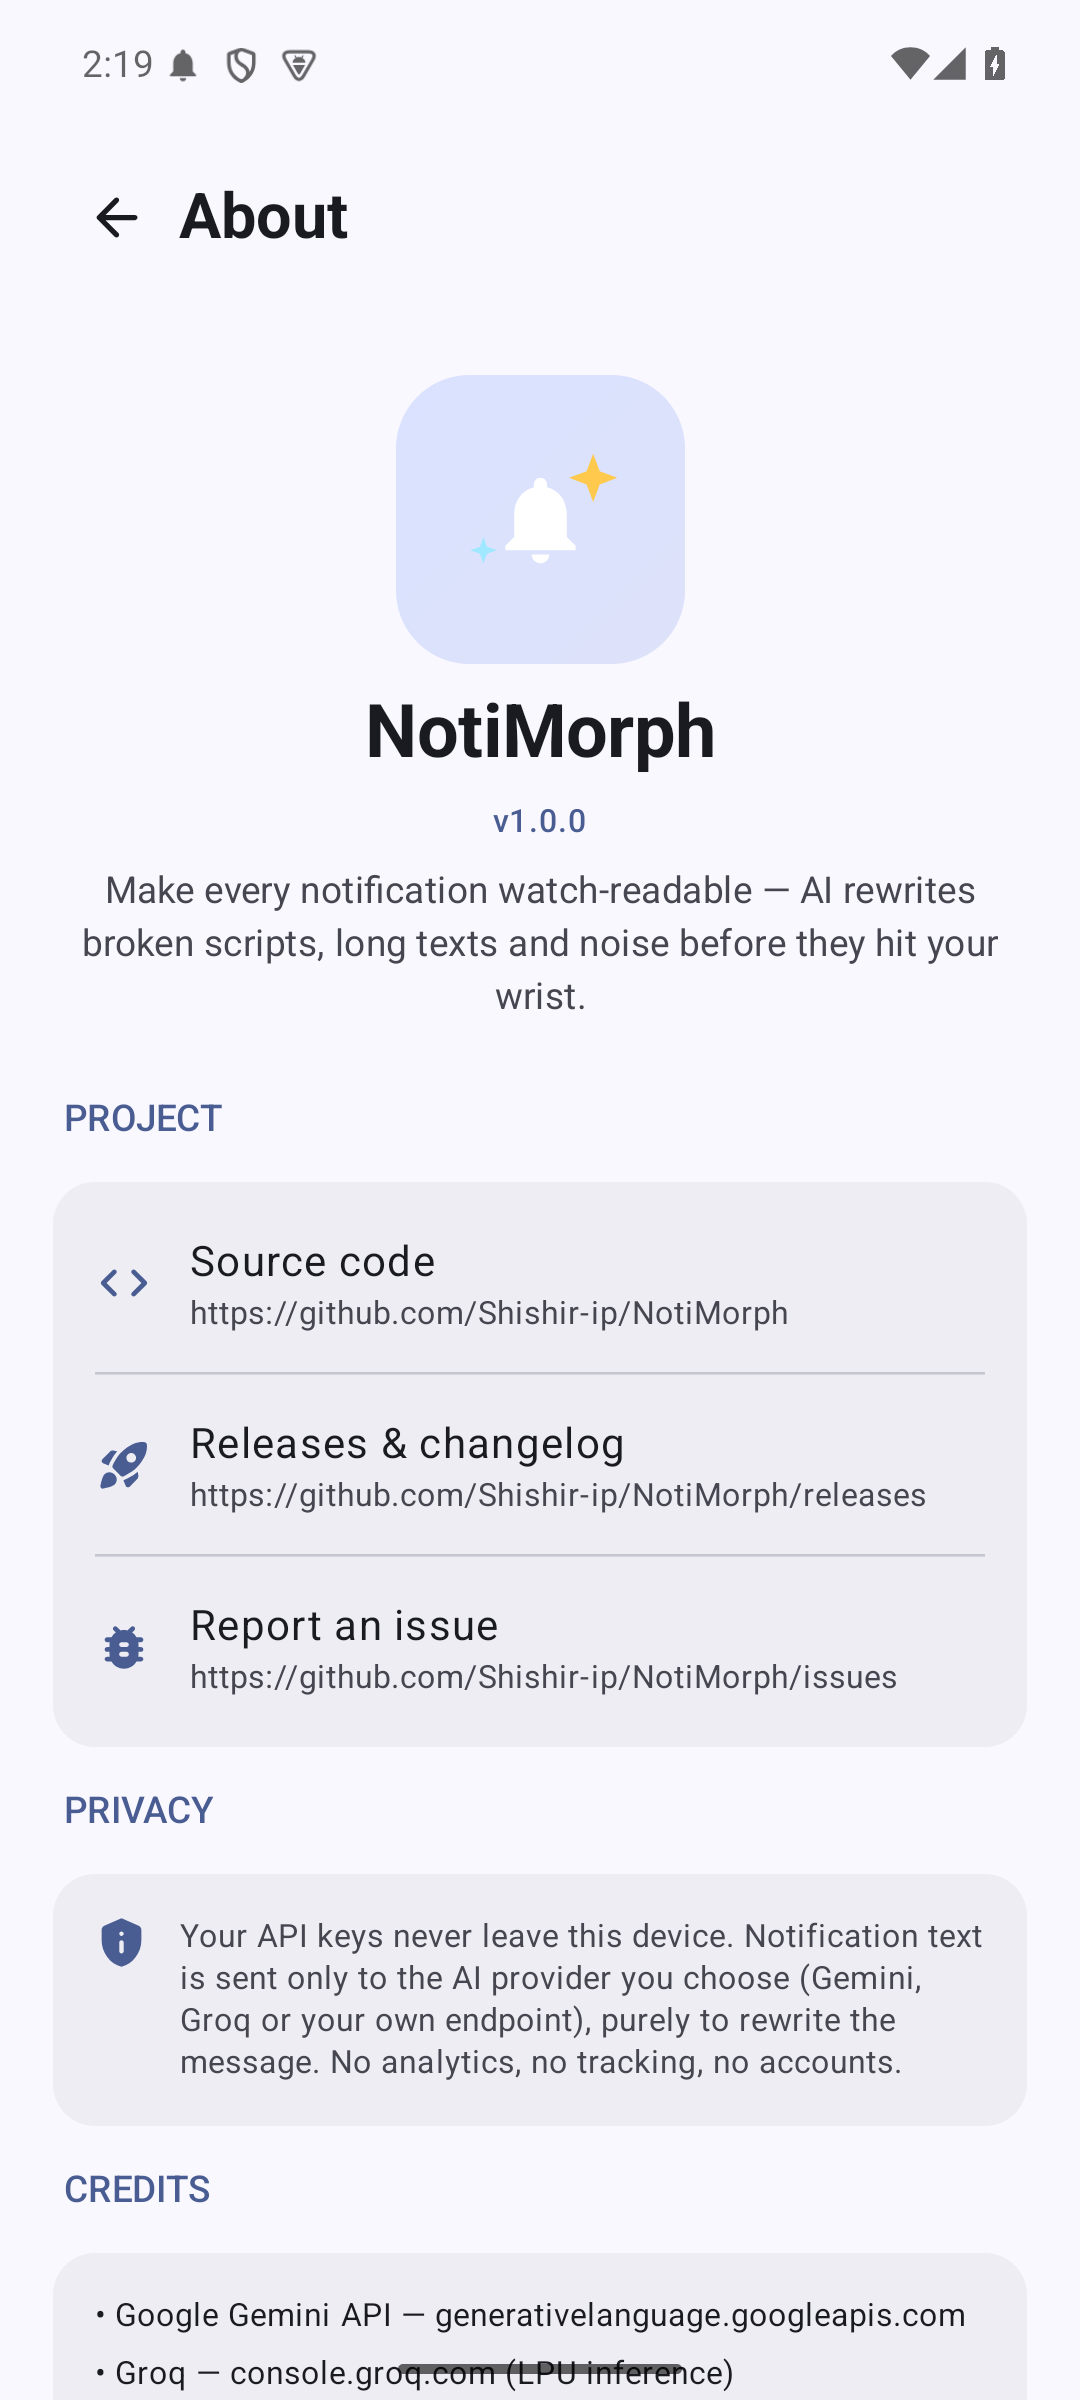 2:19
About
NotiMorph
v1.0.0
Make every notification watch-readable — AI rewrites
broken scripts, long texts and noise before they hit your
wrist.
PROJECT
Source code
https://github.com/Shishir-ip/NotiMorph
Releases & changelog
https://github.com/Shishir-ip/NotiMorph/releases
Report an issue
https://github.com/Shishir-ip/NotiMorph/issues
PRIVACY
Your API keys never leave this device. Notification text
is sent only to the AI provider you choose (Gemini,
Groq or your own endpoint), purely to rewrite the
message. No analytics, no tracking, no accounts.
CREDITS
• Google Gemini API — generativelanguage.googleapis.com
• Groq — console.groq.com (LPU inference)